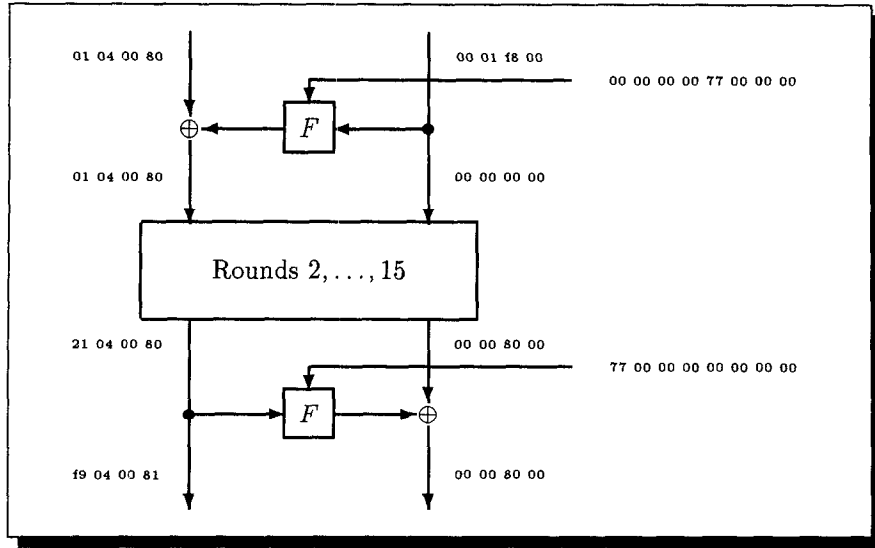 01 04 00 80
00 01 f8 00
00 00 00 00 77 00 00 00
F
01 04 00 80
00 00 00 00
Rounds 2, . . . , 15
21 04 00 80
00 00 80 00
77 00 00 00 00 00 00 00
F
f9 04 00 81
00 00 80 00